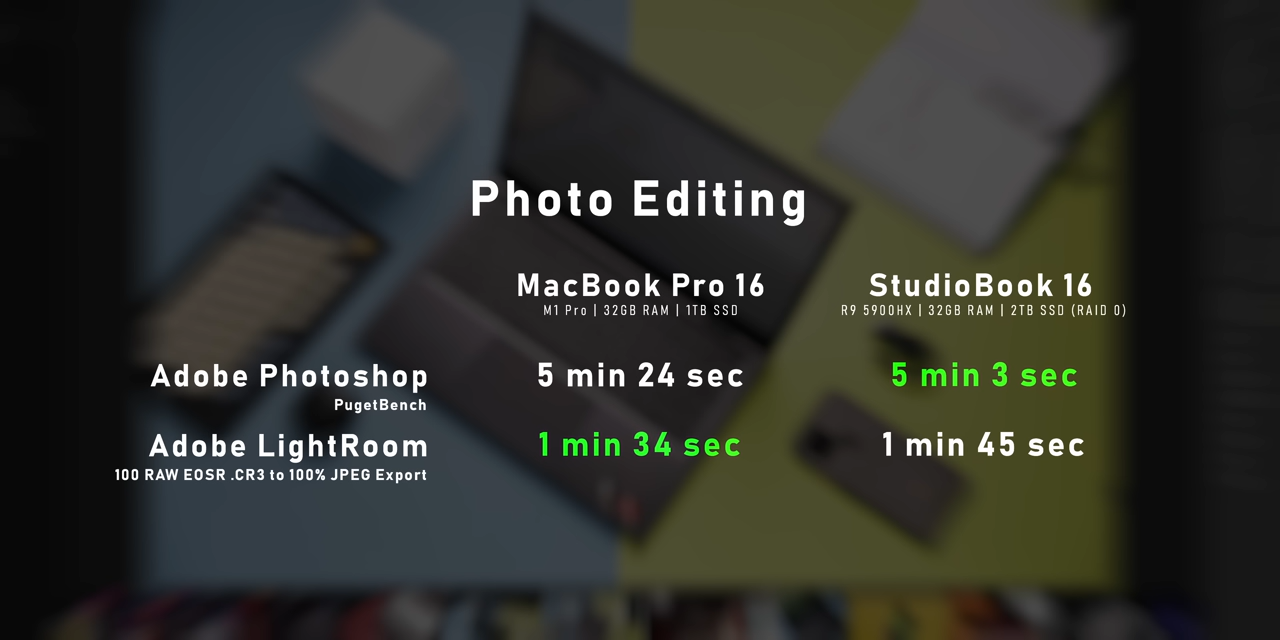 Photo Editing
MacBook Pro 16
M1 Pro | 32GB RAM | 1TB SSD
StudioBook 16
R9 5900HX | 32GB RAM | 2TB SSD (RAID 0)
Adobe Photoshop
PugetBench
5 min 24 sec
5 min 3 sec
Adobe LightRoom
100 RAW EOSR .CR3 to 100% JPEG Export
1 min 34 sec
1 min 45 sec